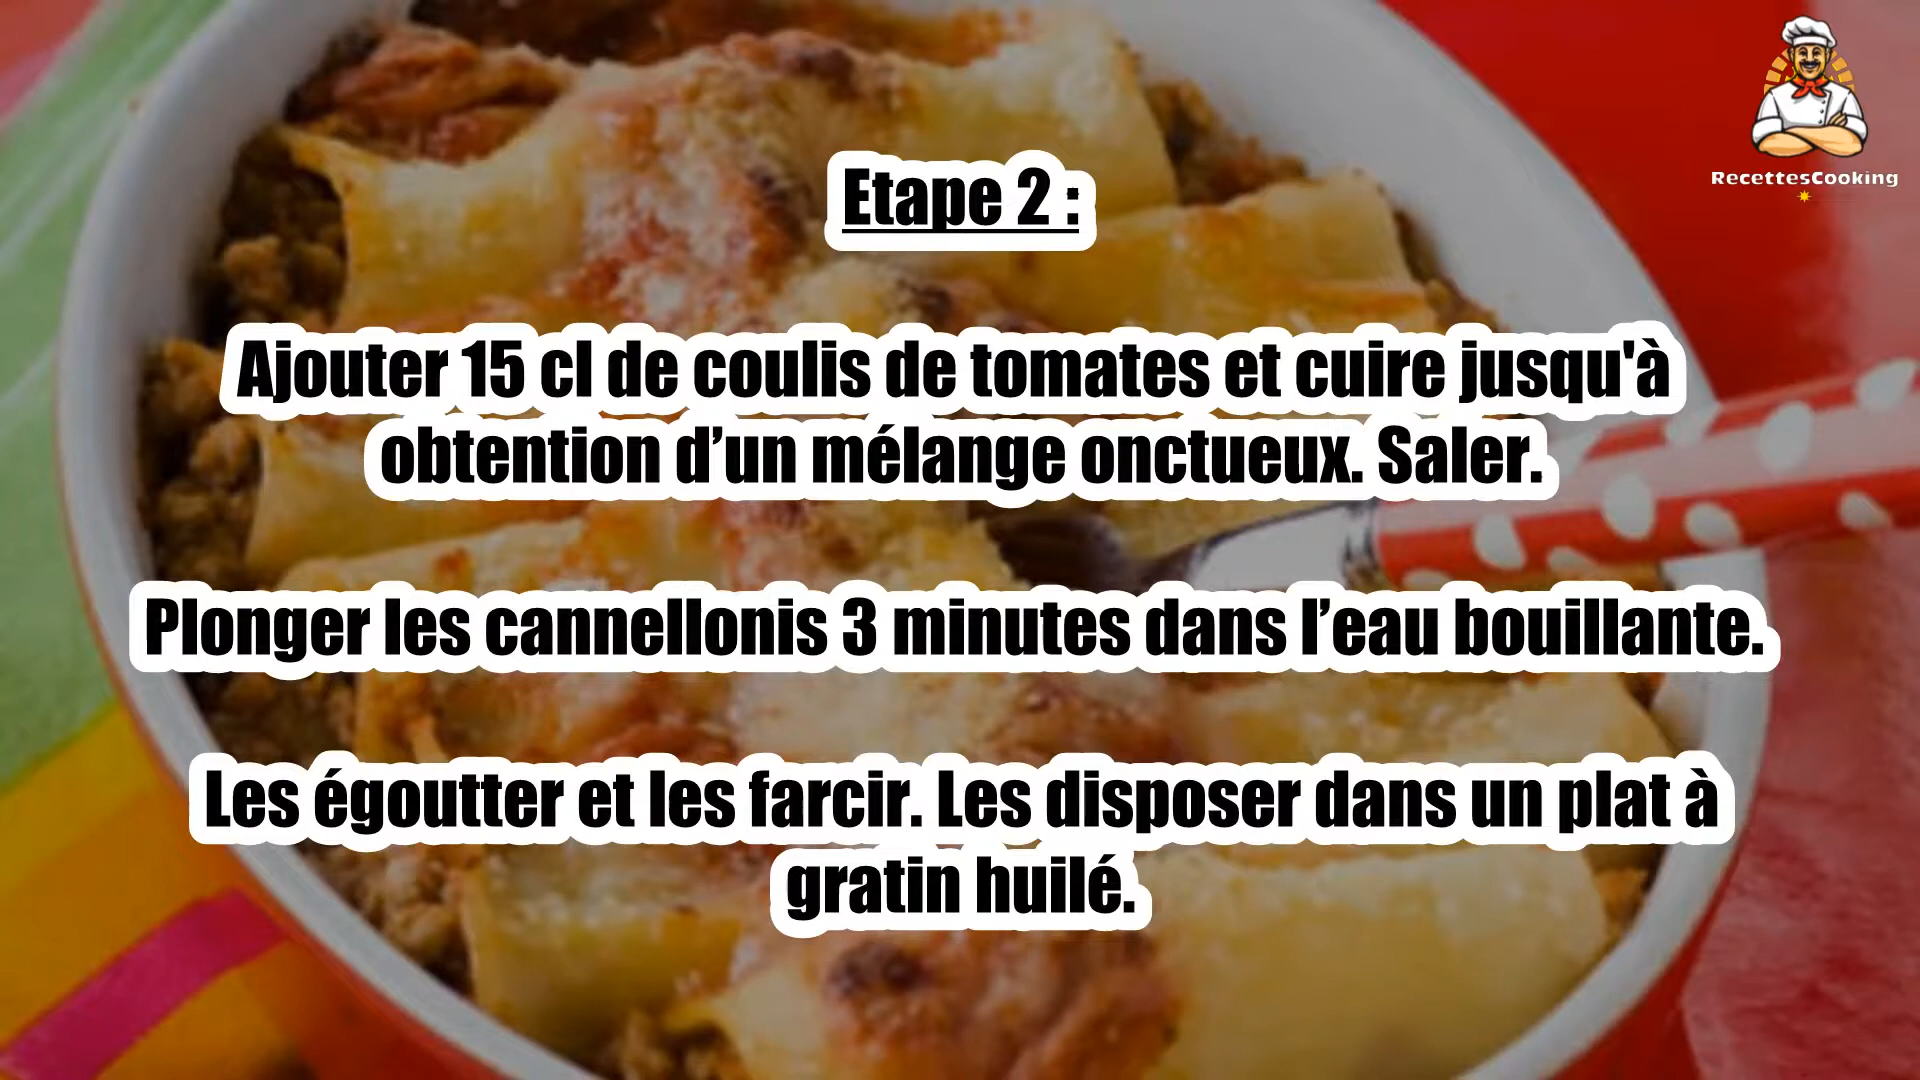 RecettesCooking
Etape 2 :
Ajouter 15 cl de coulis de tomates et cuire jusqu'à
obtention d’un mélange onctueux. Saler.
Plonger les cannellonis 3 minutes dans l’eau bouillante.
Les égoutter et les farcir. Les disposer dans un plat à
gratin huilé.